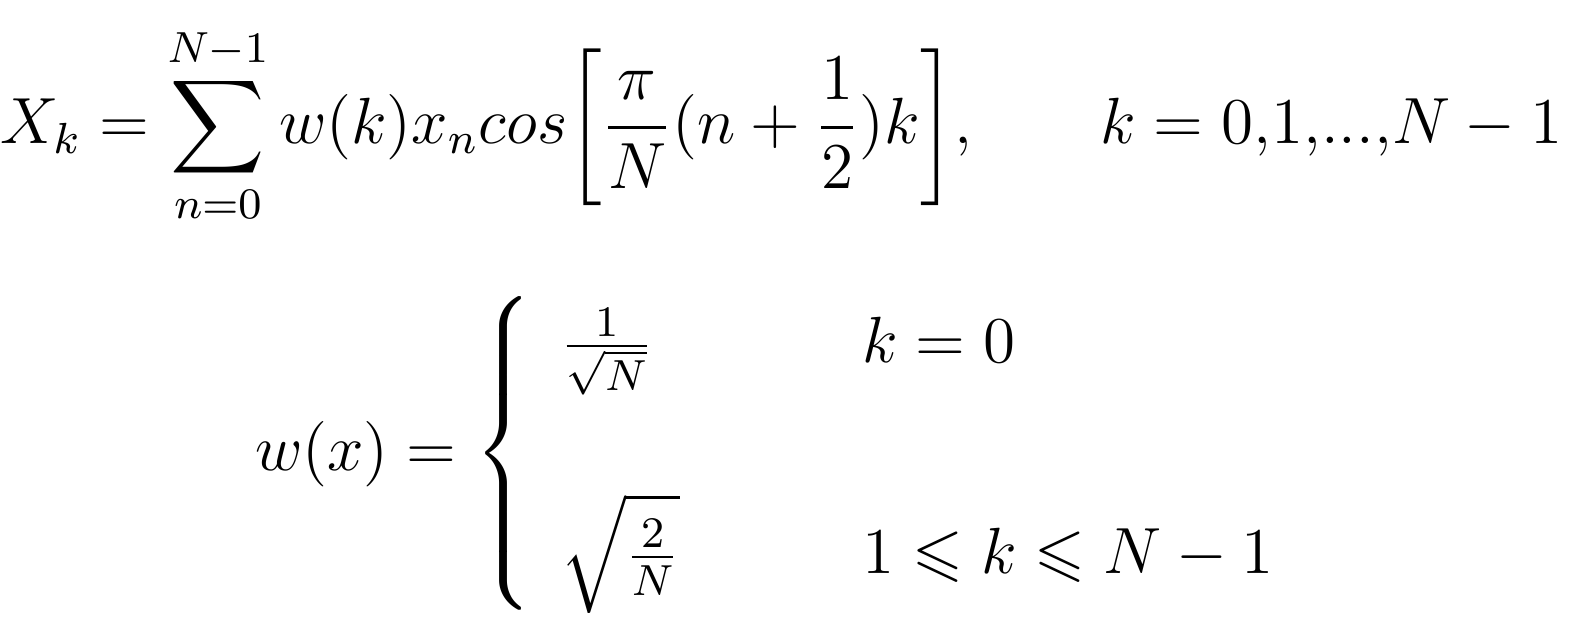 $X_k = \sum_{n=0}^{N-1} w(k)x_n cos\left[\frac{\pi}{N}(n + \frac{1}{2})k\right], \qquad k = 0,1,...,N-1$
$w(x) = \begin{cases} \frac{1}{\sqrt{N}} & k = 0 \\ \sqrt{\frac{2}{N}} & 1 \leqslant k \leqslant N-1 \end{cases}$